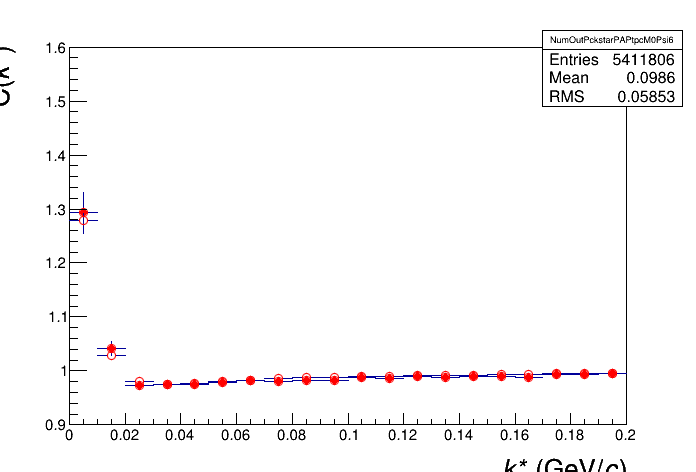 NumOutPckstarPAPtpcM0Psi6
Entries 5411806
Mean 0.0986
RMS 0.05853
C(k*)
1.6
1.5
1.4
1.3
1.2
1.1
1
0.9
0 0.02 0.04 0.06 0.08 0.1 0.12 0.14 0.16 0.18 0.2
k* (GeV/c)